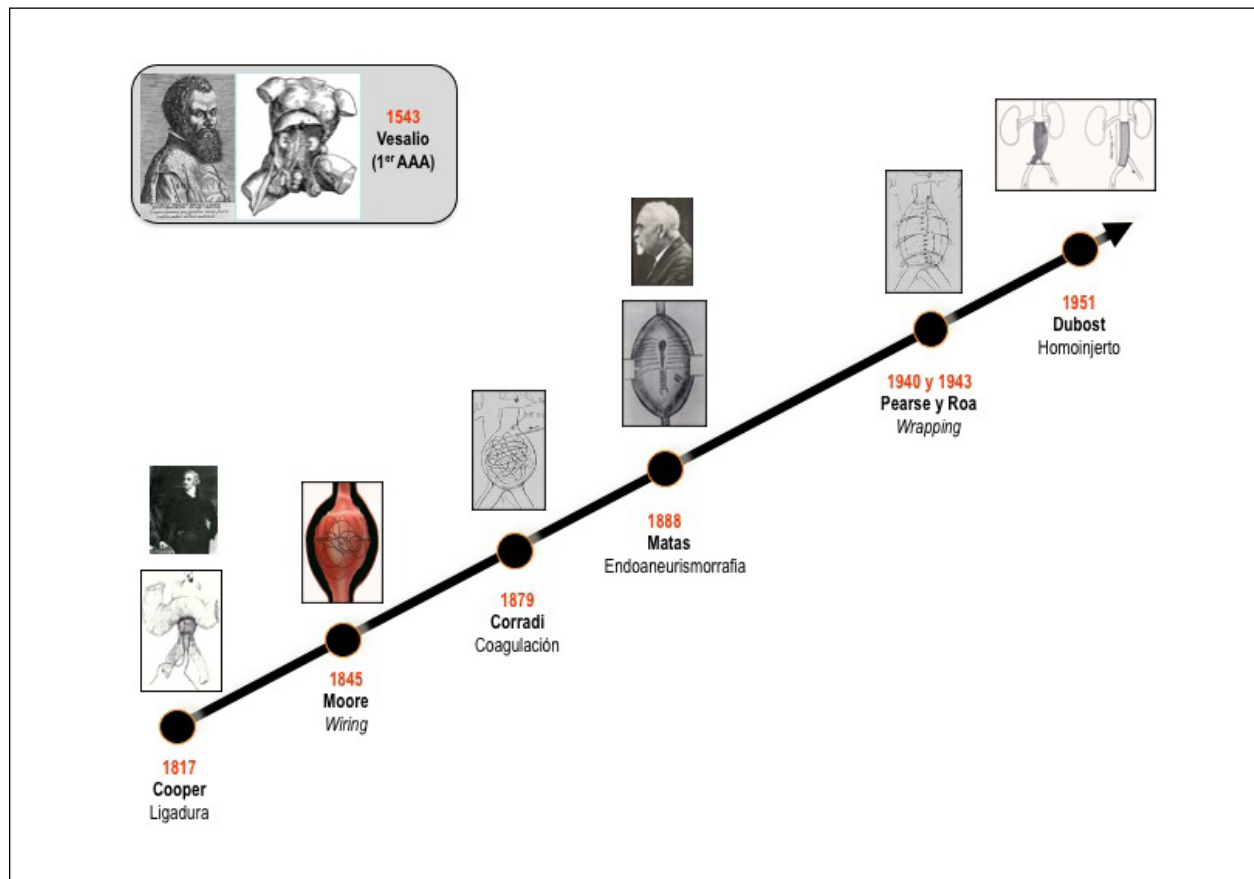 1543
Vesalio
(1er AAA)
1817
Cooper
Ligadura
1845
Moore
Wiring
1879
Corradi
Coagulación
1888
Matas
Endoaneurismorrafia
1940 y 1943
Pearse y Roa
Wrapping
1951
Dubost
Homoinjerto